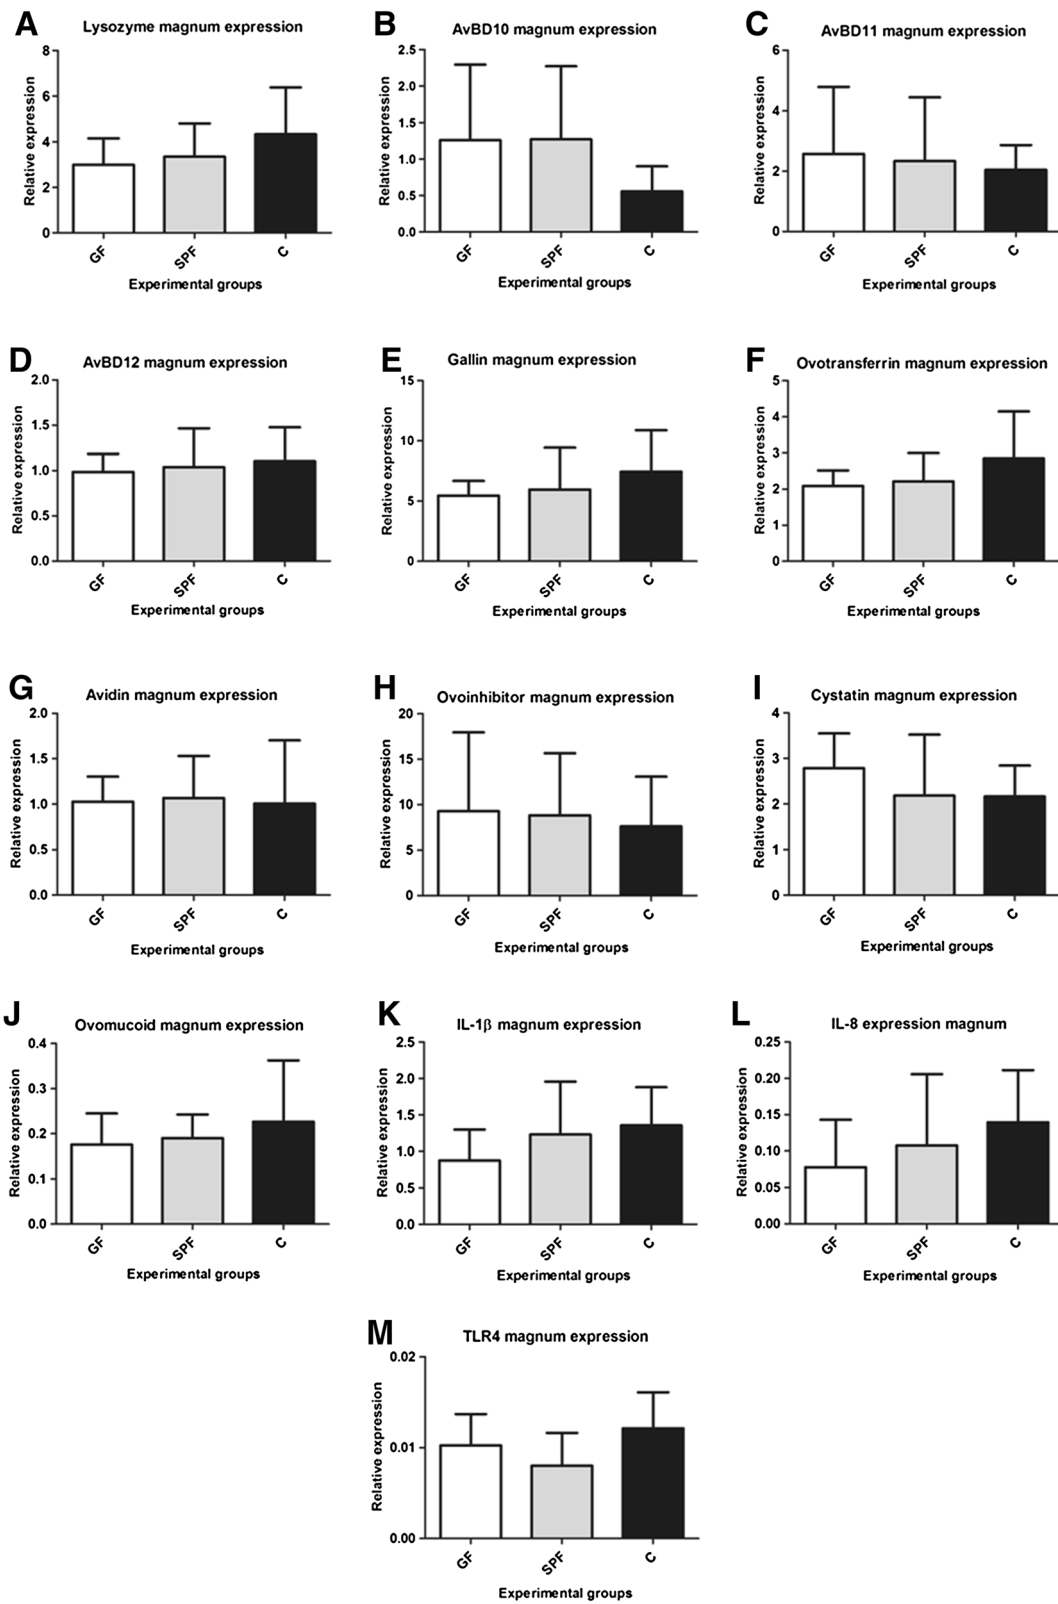 A
Lysozyme magnum expression
Relative expression
8
6
4
2
0
GF
SPF
C
Experimental groups
B
AvBD10 magnum expression
Relative expression
2.5
2.0
1.5
1.0
0.5
0.0
GF
SPF
C
Experimental groups
C
AvBD11 magnum expression
Relative expression
6
4
2
0
GF
SPF
C
Experimental groups
D
AvBD12 magnum expression
Relative expression
2.0
1.5
1.0
0.5
0.0
GF
SPF
C
Experimental groups
E
Gallin magnum expression
Relative expression
15
10
5
0
GF
SPF
C
Experimental groups
F
Ovotransferrin magnum expression
Relative expression
5
4
3
2
1
0
GF
SPF
C
Experimental groups
G
Avidin magnum expression
Relative expression
2.0
1.5
1.0
0.5
0.0
GF
SPF
C
Experimental groups
H
Ovoinhibitor magnum expression
Relative expression
20
15
10
5
0
GF
SPF
C
Experimental groups
I
Cystatin magnum expression
Relative expression
4
3
2
1
0
GF
SPF
C
Experimental groups
J
Ovomucoid magnum expression
Relative expression
0.4
0.3
0.2
0.1
0.0
GF
SPF
C
Experimental groups
K
IL-1β magnum expression
Relative expression
2.5
2.0
1.5
1.0
0.5
0.0
GF
SPF
C
Experimental groups
L
IL-8 expression magnum
Relative expression
0.25
0.20
0.15
0.10
0.05
0.00
GF
SPF
C
Experimental groups
M
TLR4 magnum expression
Relative expression
0.02
0.01
0.00
GF
SPF
C
Experimental groups